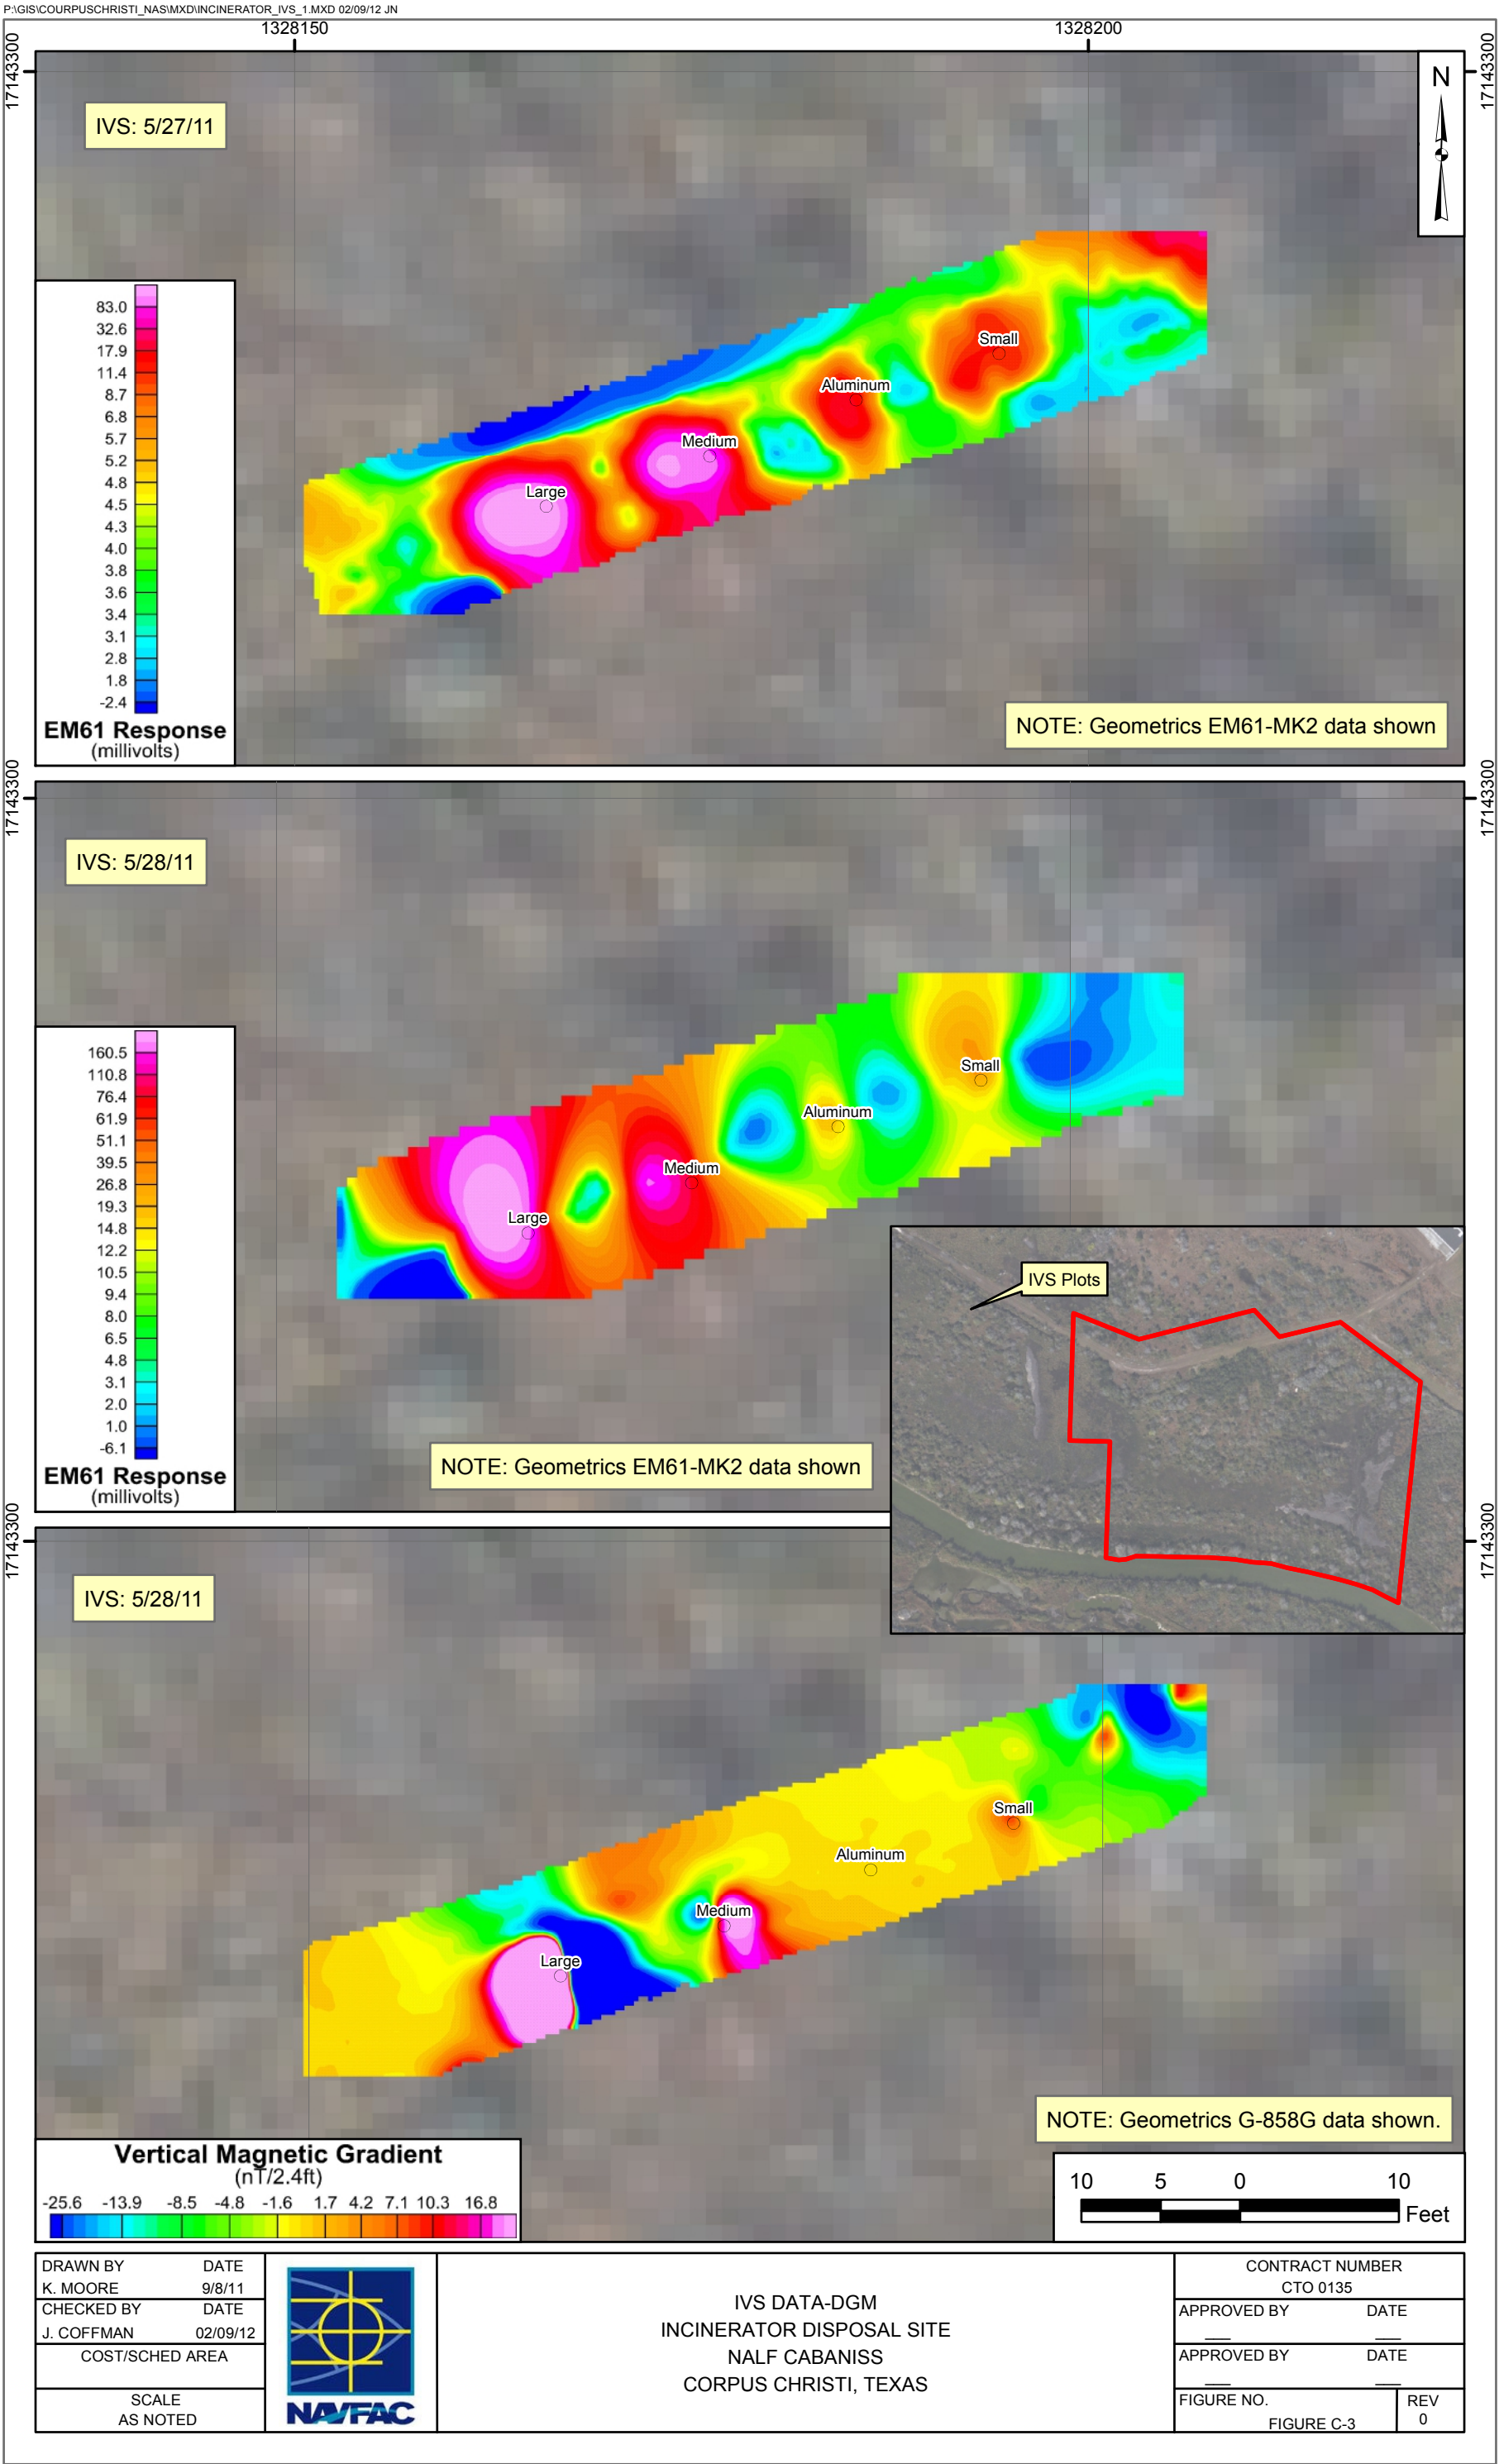 P:\GIS\COURPUSCHRISTI_NAS\MXD\INCINERATOR_IVS_1.MXD 02/09/12 JN
1328150
1328200
17143300
17143300
IVS: 5/27/11
N
83.0
32.6
17.9
11.4
8.7
6.8
5.7
5.2
4.8
4.5
4.3
4.0
3.8
3.6
3.4
3.1
2.8
1.8
-2.4
EM61 Response
(millivolts)
Small
Aluminum
Medium
Large
NOTE: Geometrics EM61-MK2 data shown
17143300
17143300
IVS: 5/28/11
160.5
110.8
76.4
61.9
51.1
39.5
26.8
19.3
14.8
12.2
10.5
9.4
8.0
6.5
4.8
3.1
2.0
1.0
-6.1
EM61 Response
(millivolts)
Small
Aluminum
Medium
Large
IVS Plots
NOTE: Geometrics EM61-MK2 data shown
17143300
17143300
IVS: 5/28/11
Small
Aluminum
Medium
Large
NOTE: Geometrics G-858G data shown.
Vertical Magnetic Gradient
(nT/2.4ft)
-25.6 -13.9 -8.5 -4.8 -1.6 1.7 4.2 7.1 10.3 16.8
10 5 0 10
Feet
DRAWN BY DATE
K. MOORE 9/8/11
CHECKED BY DATE
J. COFFMAN 02/09/12
COST/SCHED AREA
SCALE
AS NOTED
NAVFAC
IVS DATA-DGM
INCINERATOR DISPOSAL SITE
NALF CABANISS
CORPUS CHRISTI, TEXAS
CONTRACT NUMBER
CTO 0135
APPROVED BY DATE
___ ___
APPROVED BY DATE
___ ___
FIGURE NO.
FIGURE C-3
REV
0